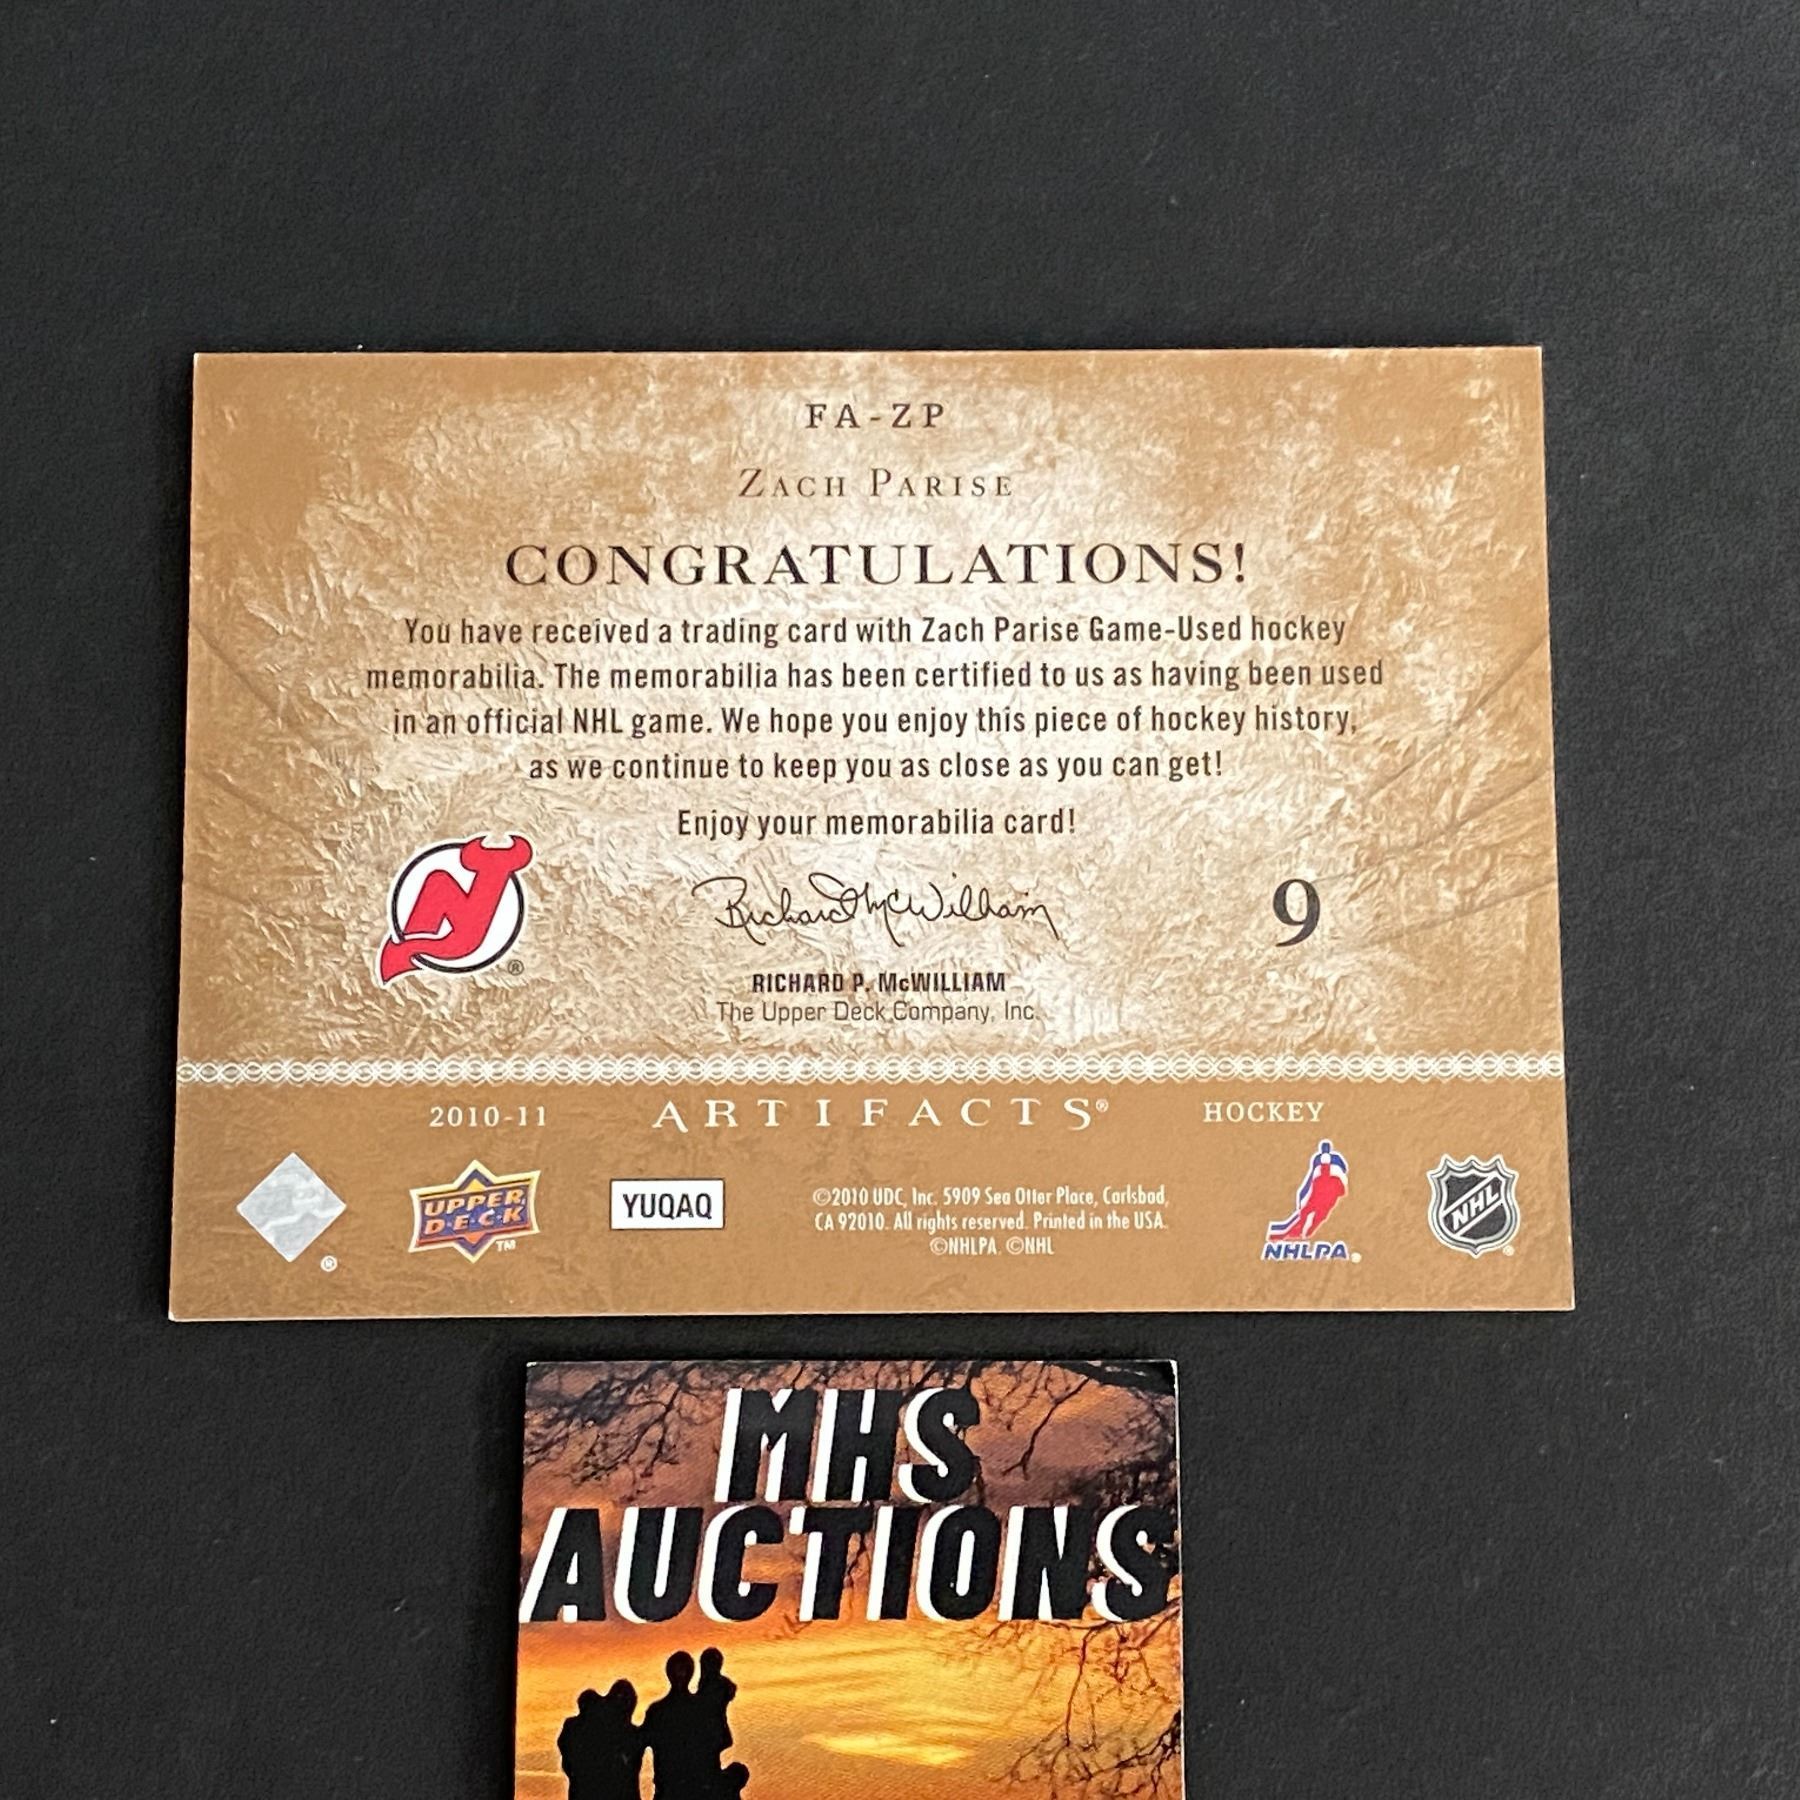 FA-ZP
ZACH PARISE
CONGRATULATIONS!
You have received a trading card with Zach Parise Game-Used hockey
memorabilia. The memorabilia has been certified to us as having been used
in an official NHL game. We hope you enjoy this piece of hockey history,
as we continue to keep you as close as you can get!
Enjoy your memorabilia card!
Richard McWilliam
9
RICHARD P. McWILLIAM
The Upper Deck Company, Inc.
2010-11 ARTIFACTS® HOCKEY
UPPER
DECK
TM
YUQAQ
©2010 UDC, Inc. 5909 Sea Otter Place, Carlsbad,
CA 92010. All rights reserved. Printed in the USA.
©NHLPA. ©NHL
NHLPA®
NHL
MHS
AUCTIONS